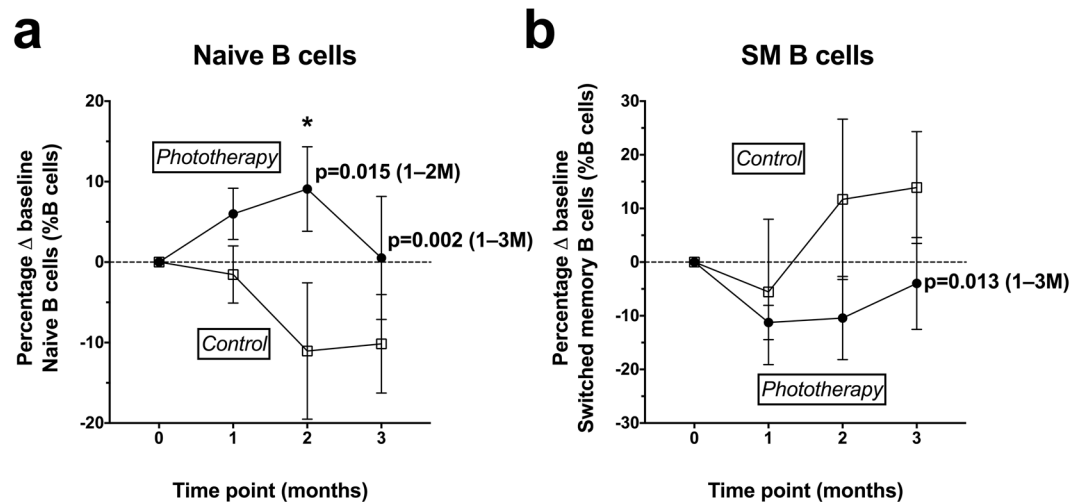 a
Naive B cells
Percentage Δ baseline
Naive B cells (%B cells)
20
10
0
-10
-20
*
Phototherapy
p=0.015 (1–2M)
p=0.002 (1–3M)
Control
0 1 2 3
Time point (months)
b
SM B cells
Percentage Δ baseline
Switched memory B cells (%B cells)
30
20
10
0
-10
-20
-30
Control
p=0.013 (1–3M)
Phototherapy
0 1 2 3
Time point (months)